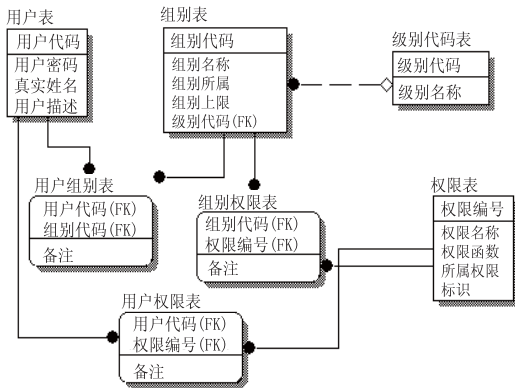 用户表
用户代码
用户密码
真实姓名
用户描述
组别表
组别代码
组别名称
组别所属
组别上限
级别代码(FK)
级别代码表
级别代码
级别名称
用户组别表
用户代码(FK)
组别代码(FK)
备注
组别权限表
组别代码(FK)
权限编号(FK)
备注
权限表
权限编号
权限名称
权限函数
所属权限
标识
用户权限表
用户代码(FK)
权限编号(FK)
备注